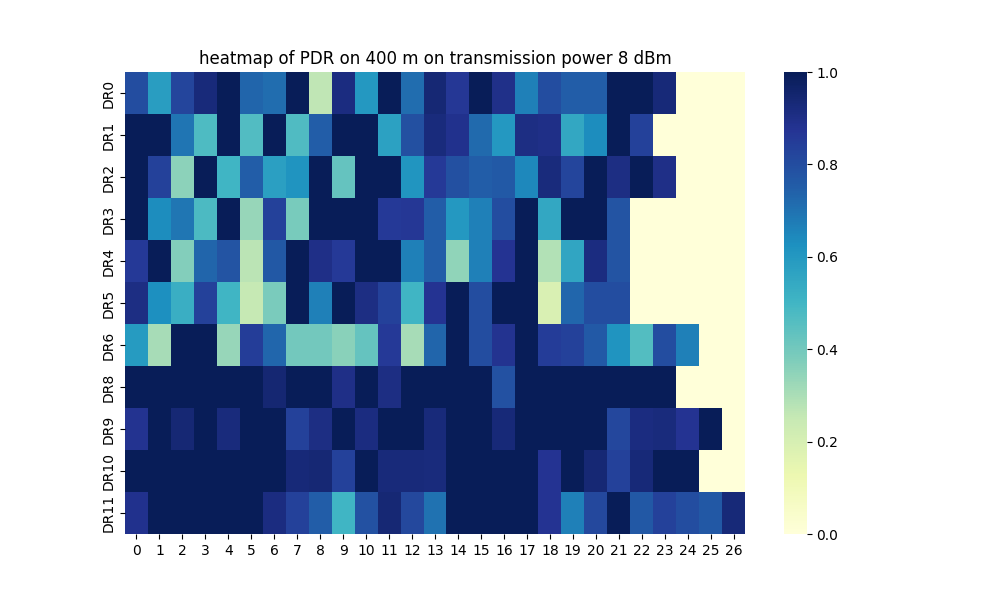 heatmap of PDR on 400 m on transmission power 8 dBm
DR0
DR1
DR2
DR3
DR4
DR5
DR6
DR8
DR9
DR10
DR11
0 1 2 3 4 5 6 7 8 9 10 11 12 13 14 15 16 17 18 19 20 21 22 23 24 25 26
1.0
0.8
0.6
0.4
0.2
0.0